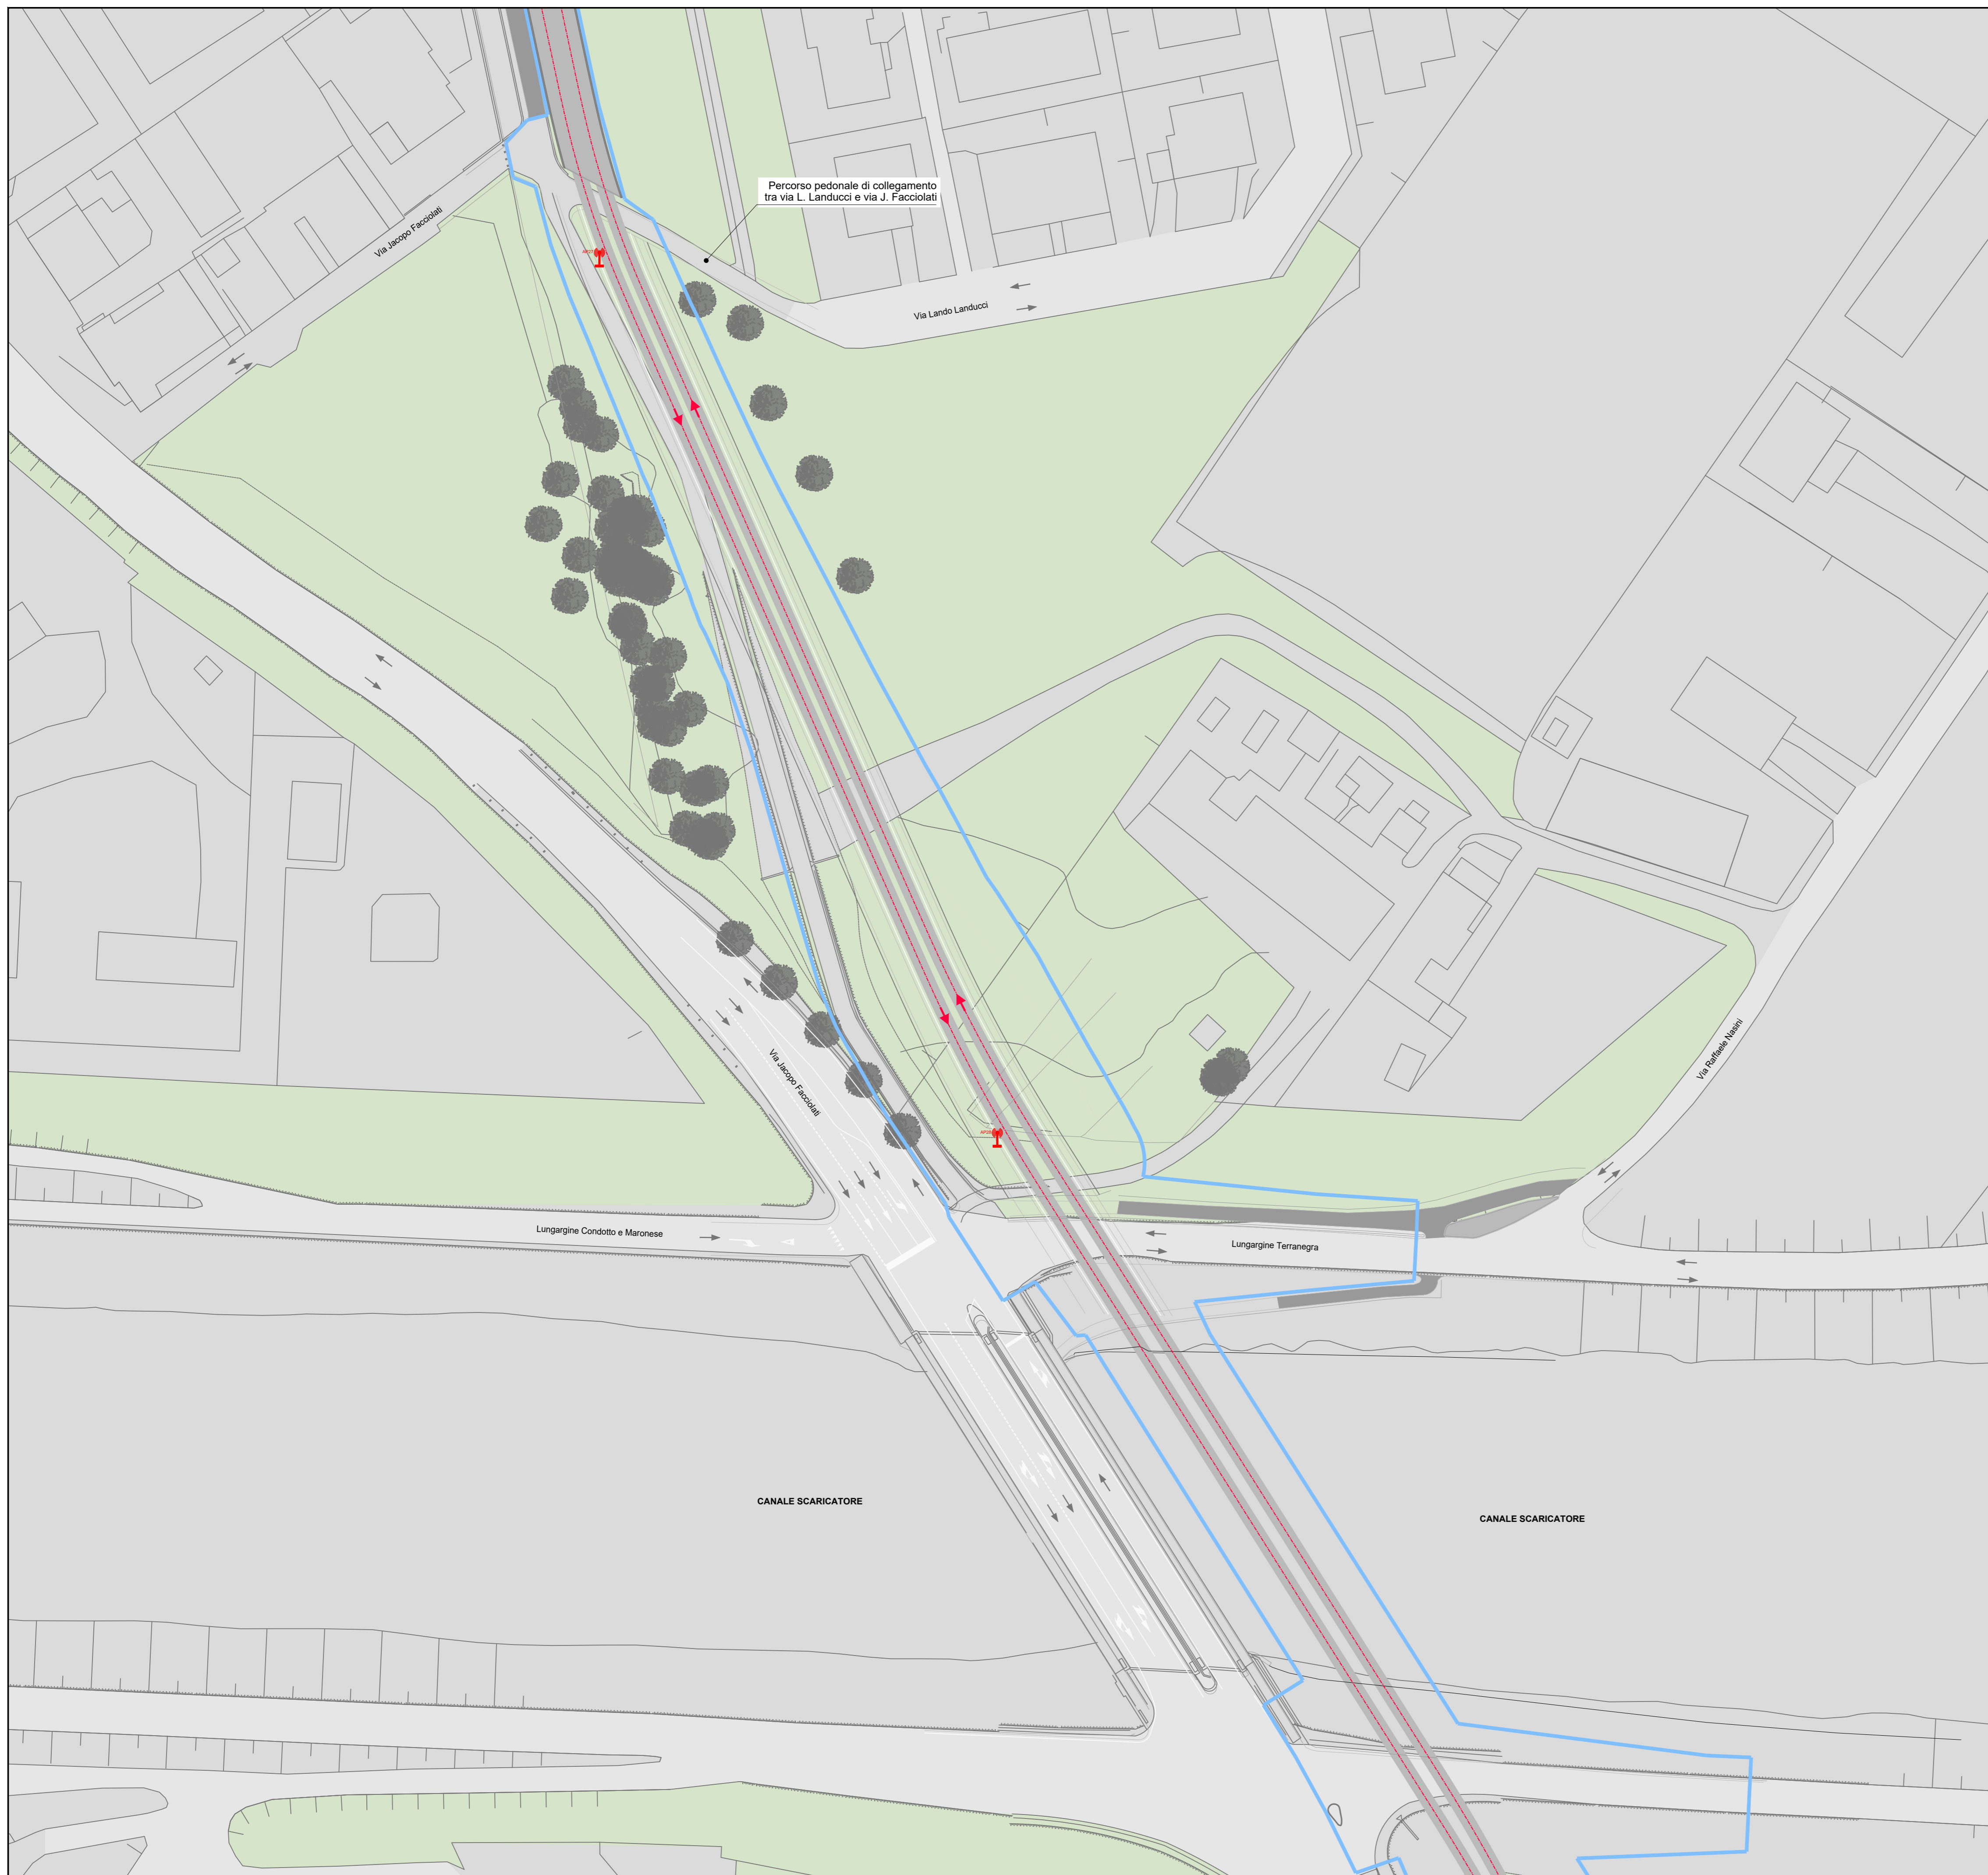 Percorso pedonale di collegamento
tra via L. Landucci e via J. Facciolati
Via Jacopo Facciolati
Via Lando Landucci
Via Jacopo Facciolati
Via Raffaele Nasini
Lungargine Condotto e Maronese
Lungargine Terranegra
CANALE SCARICATORE
CANALE SCARICATORE